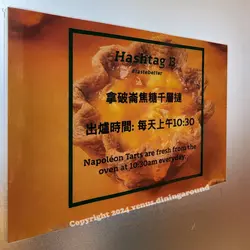 Hashtag B
#tastebetter
拿破崙焦糖千層撻
出爐時間: 每天上午10:30
Napoléon Tarts are fresh from the
oven at 10:30am everyday.
Copyright 2024 venus.diningaround